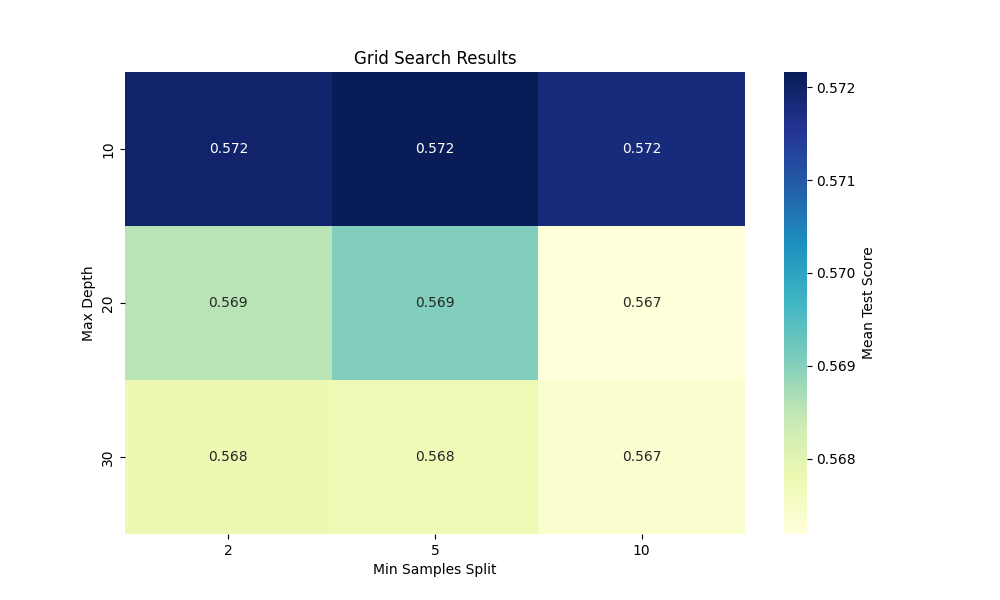 Grid Search Results
Max Depth
10
0.572 0.572 0.572
20
0.569 0.569 0.567
30
0.568 0.568 0.567
2 5 10
Min Samples Split
0.572
0.571
0.570
0.569
0.568
Mean Test Score